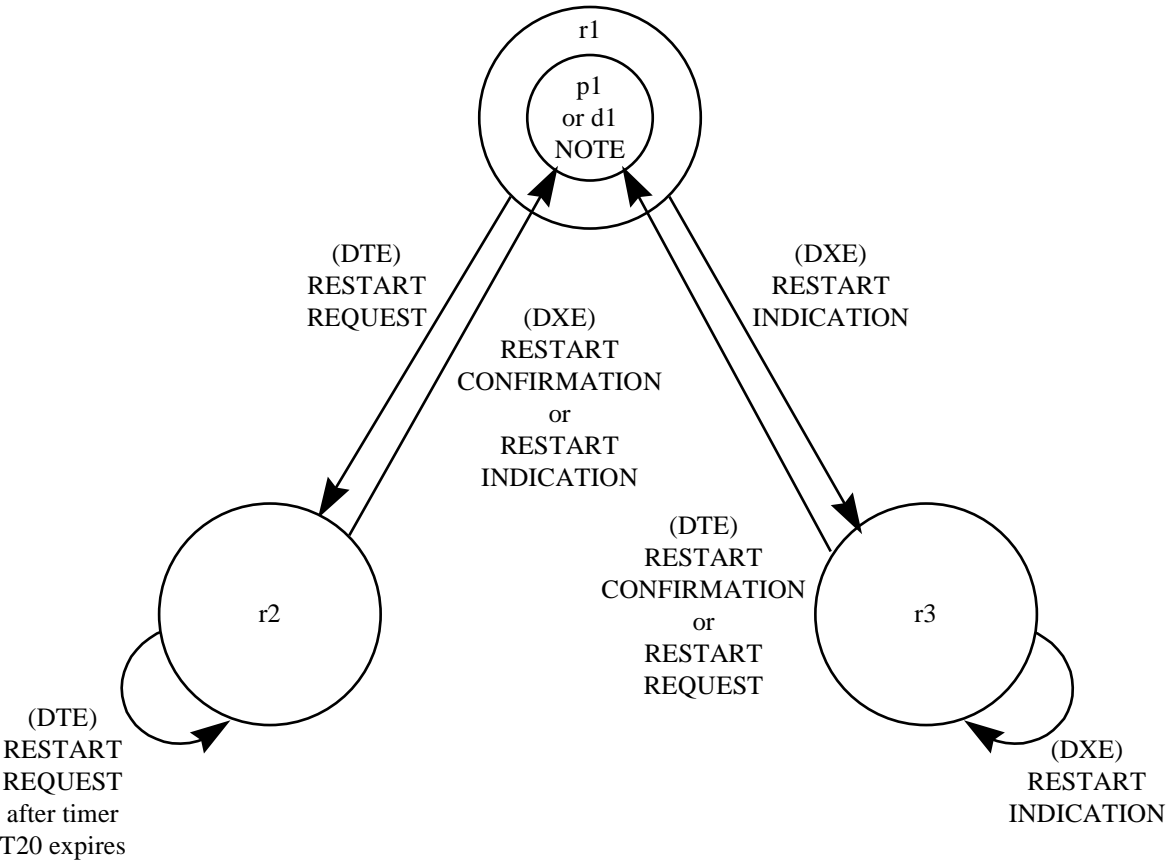 r1
p1
or d1
NOTE
(DTE)
RESTART
REQUEST
(DXE)
RESTART
INDICATION
(DXE)
RESTART
CONFIRMATION
or
RESTART
INDICATION
(DTE)
RESTART
CONFIRMATION
or
RESTART
REQUEST
r2
r3
(DTE)
RESTART
REQUEST
after timer
T20 expires
(DXE)
RESTART
INDICATION